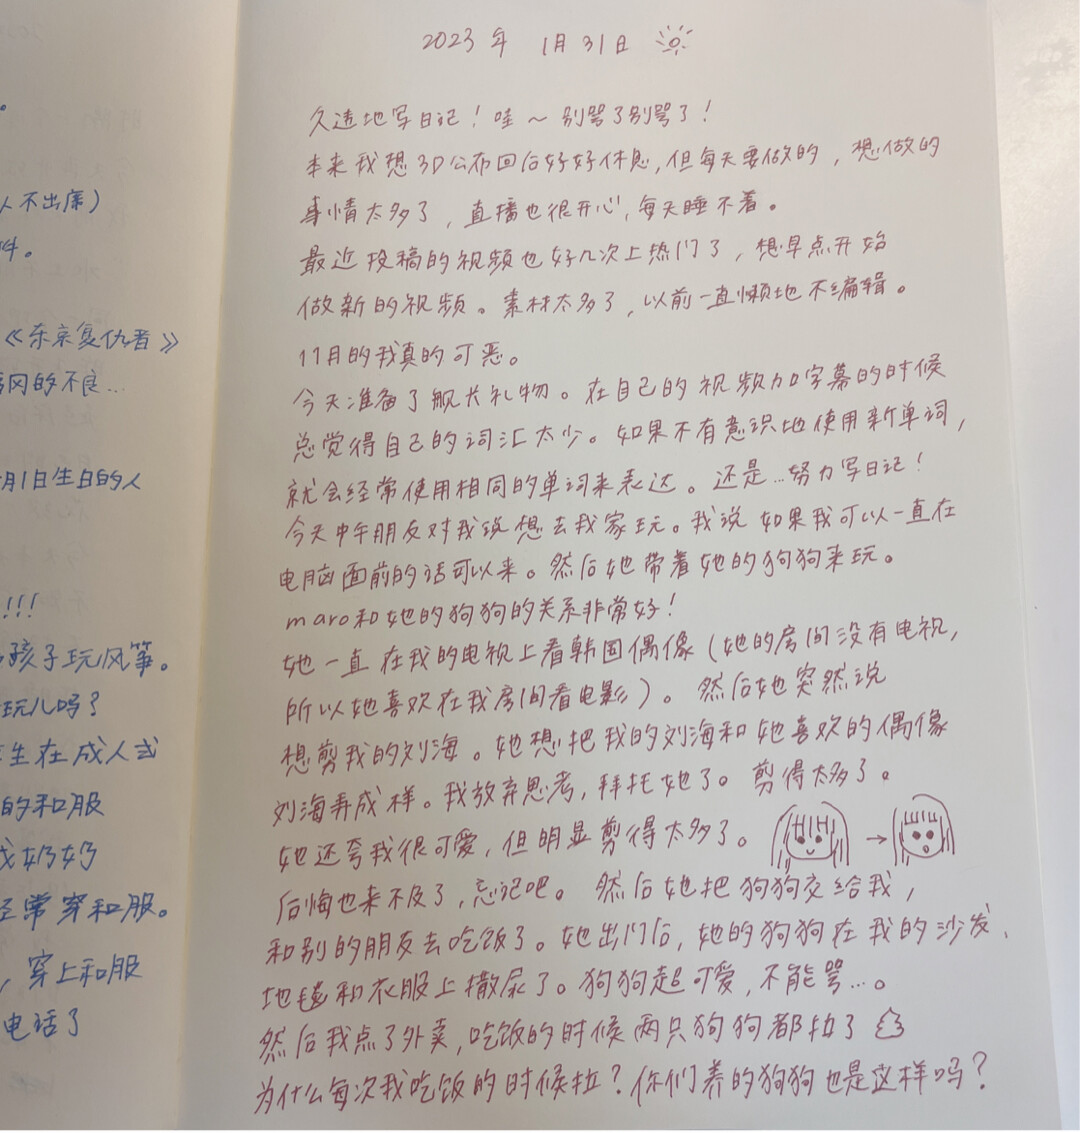 。
人不出库）
件。
《东京复仇者》
冈的不良…
月1日生日的人
!!!
孩子玩风筝。
玩儿吗？
生在成人式
的和服
成奶奶
经常穿和服。
，穿上和服
电话了
2023年 1月31日
久违地写日记！哇～别骂了别骂了！
本来我想3D公布回后好好休息，但每天要做的，想做的
事情太多了，直播也很开心，每天睡不着。
最近投稿的视频也好几次上热门了，想早点开始
做新的视频。素材太多了，以前一直懒地不编辑。
11月的我真的可恶。
今天准备了舰长礼物。在自己的视频加字幕的时候
总觉得自己的词汇太少。如果不有意识地使用新单词，
就会经常使用相同的单词来表达。还是…努力写日记！
今天中午朋友对我说想去我家玩。我说如果我可以一直在
电脑面前的话可以来。然后她带着她的狗狗来玩。
maro和她的狗狗的关系非常好！
她一直在我的电视上看韩国偶像（她的房间没有电视，
所以她喜欢在我房间看电影）。然后她突然说
想剪我的刘海。她想把我的刘海和她喜欢的偶像
刘海弄成样。我放弃思考，拜托她了。剪得太多了。
她还夸我很可爱，但明显剪得太多了。→
后悔也来不及了，忘记吧。然后她把狗狗交给我，
和别的朋友去吃饭了。她出门后，她的狗狗在我的沙发、
地毯和衣服上撒尿了。狗狗超可爱，不能骂…。
然后我点了外卖，吃饭的时候两只狗狗都拉了
为什么每次我吃饭的时候拉？你们养的狗狗也是这样吗？